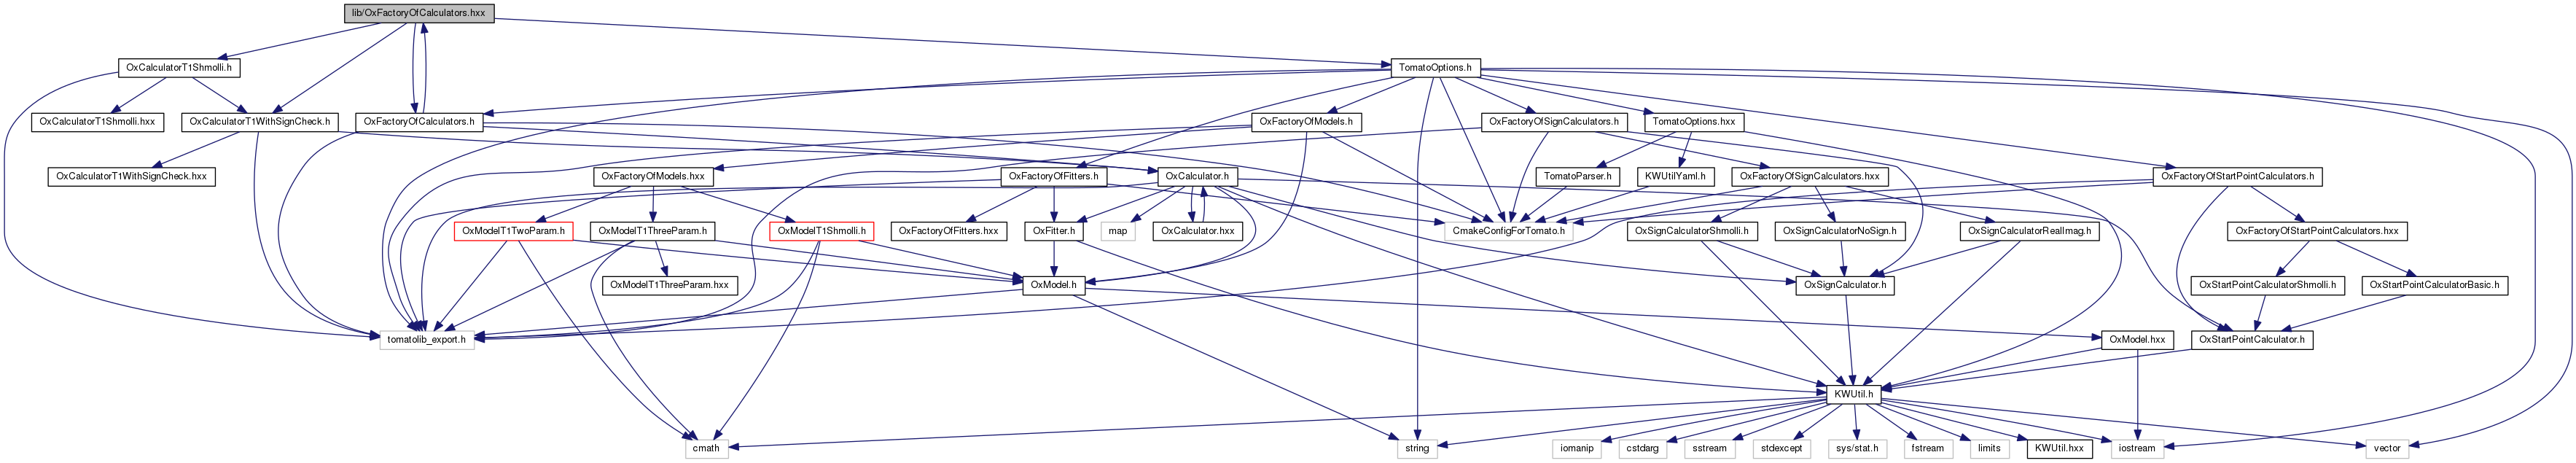 lib/OxFactoryOfCalculators.hxx
OxCalculatorT1Shmolli.h
TomatoOptions.h
OxCalculatorT1Shmolli.hxx
OxCalculatorT1WithSignCheck.h
OxFactoryOfCalculators.h
OxFactoryOfModels.h
OxFactoryOfSignCalculators.h
TomatoOptions.hxx
OxCalculatorT1WithSignCheck.hxx
OxFactoryOfModels.hxx
OxFactoryOfFitters.h
OxCalculator.h
TomatoParser.h
KWUtilYaml.h
OxFactoryOfSignCalculators.hxx
OxFactoryOfStartPointCalculators.h
OxModelT1TwoParam.h
OxModelT1ThreeParam.h
OxModelT1Shmolli.h
OxFactoryOfFitters.hxx
OxFitter.h
map
OxCalculator.hxx
CmakeConfigForTomato.h
OxSignCalculatorShmolli.h
OxSignCalculatorNoSign.h
OxSignCalculatorRealImag.h
OxFactoryOfStartPointCalculators.hxx
OxModelT1ThreeParam.hxx
OxModel.h
OxSignCalculator.h
OxStartPointCalculatorShmolli.h
OxStartPointCalculatorBasic.h
tomatolib_export.h
OxModel.hxx
OxStartPointCalculator.h
KWUtil.h
cmath
string
iomanip
cstdarg
sstream
stdexcept
sys/stat.h
fstream
limits
KWUtil.hxx
iostream
vector